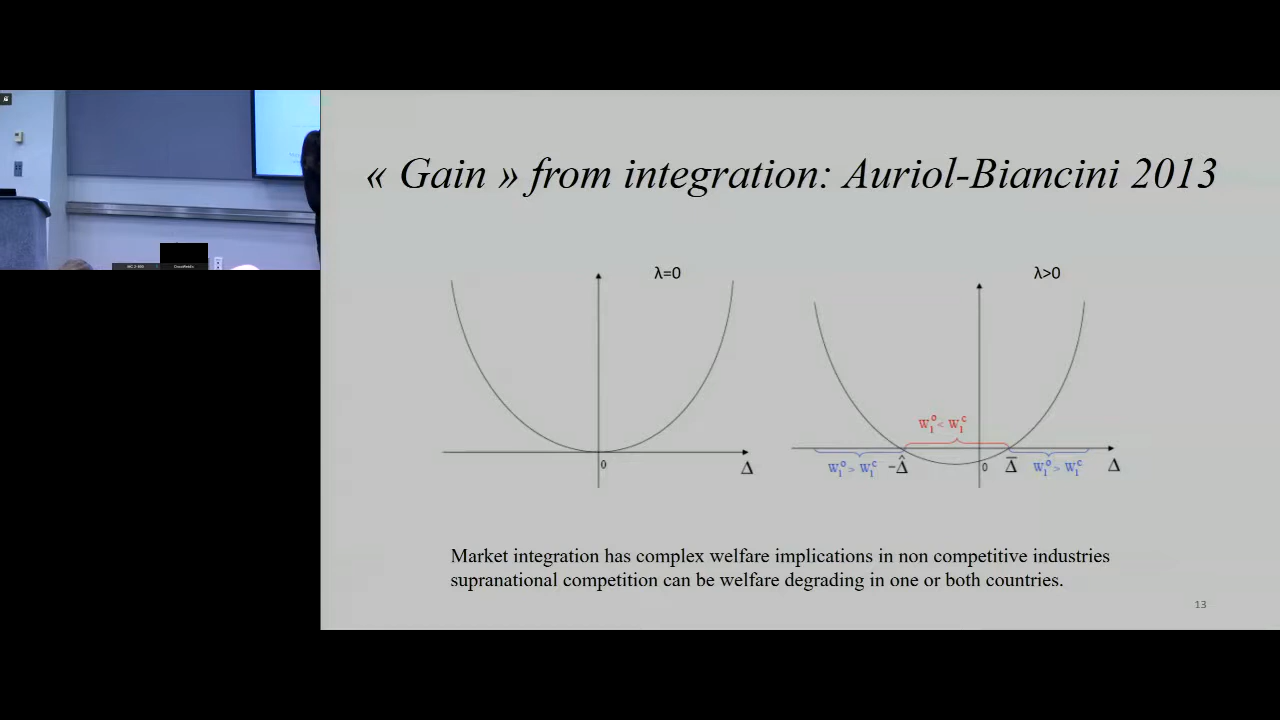 « Gain » from integration: Auriol-Biancini 2013
λ=0
0
Δ
λ>0
W₁ᴼ < W₁ᶜ
W₁ᴼ > W₁ᶜ
−Δ̂
0
Δ̄
W₁ᴼ > W₁ᶜ
Δ
Market integration has complex welfare implications in non competitive industries
supranational competition can be welfare degrading in one or both countries.
13